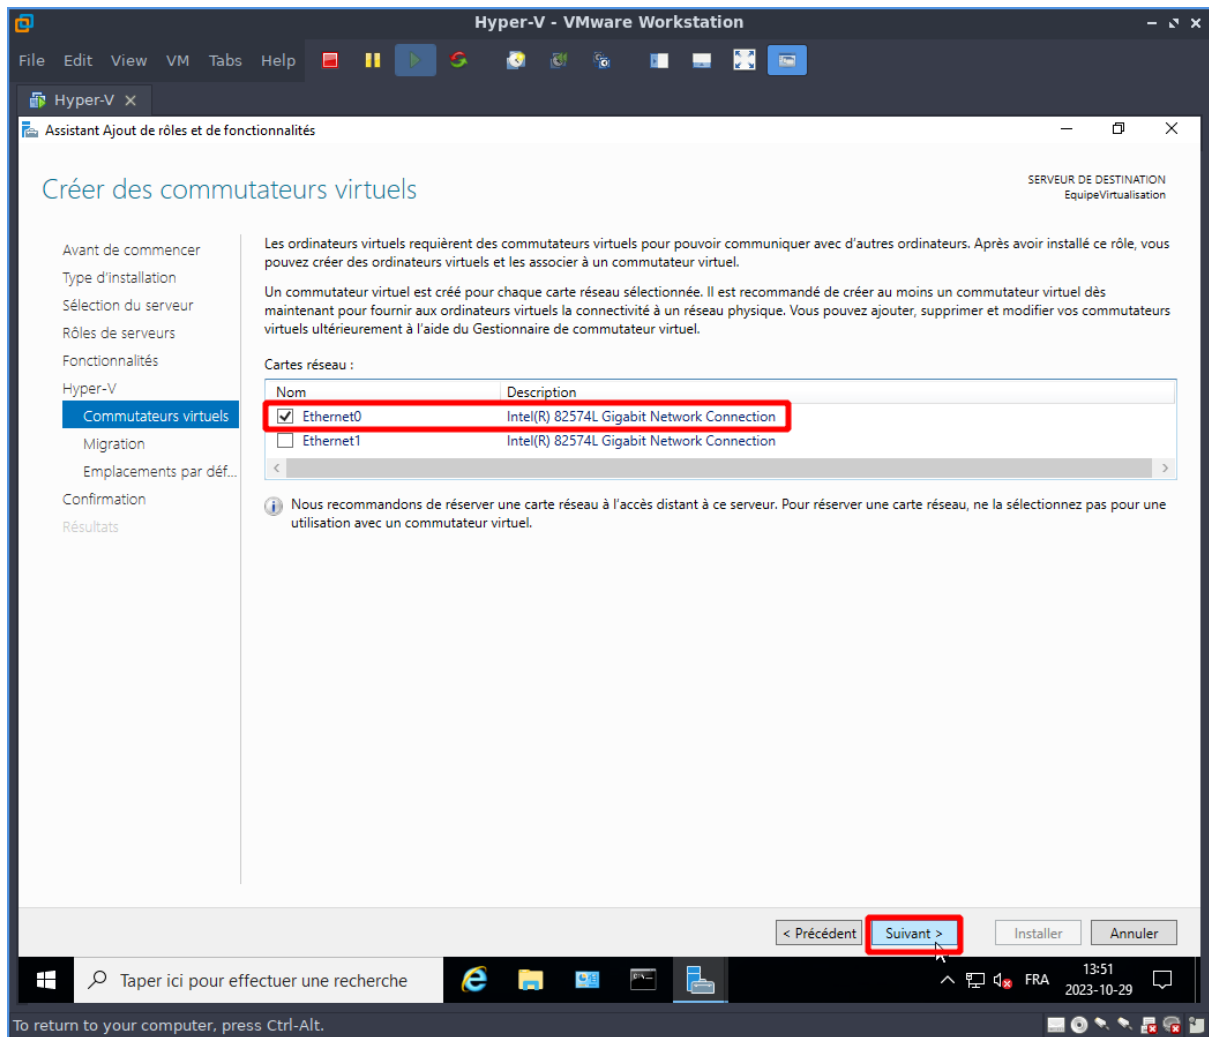 Hyper-V - VMware Workstation
File Edit View VM Tabs Help
Hyper-V
Assistant Ajout de rôles et de fonctionnalités
Créer des commutateurs virtuels
SERVEUR DE DESTINATION
EquipeVirtualisation
Avant de commencer
Type d'installation
Sélection du serveur
Rôles de serveurs
Fonctionnalités
Hyper-V
Commutateurs virtuels
Migration
Emplacements par déf...
Confirmation
Résultats
Les ordinateurs virtuels requièrent des commutateurs virtuels pour pouvoir communiquer avec d'autres ordinateurs. Après avoir installé ce rôle, vous
pouvez créer des ordinateurs virtuels et les associer à un commutateur virtuel.
Un commutateur virtuel est créé pour chaque carte réseau sélectionnée. Il est recommandé de créer au moins un commutateur virtuel dès
maintenant pour fournir aux ordinateurs virtuels la connectivité à un réseau physique. Vous pouvez ajouter, supprimer et modifier vos commutateurs
virtuels ultérieurement à l'aide du Gestionnaire de commutateur virtuel.
Cartes réseau :
Nom Description
Ethernet0 Intel(R) 82574L Gigabit Network Connection
Ethernet1 Intel(R) 82574L Gigabit Network Connection
Nous recommandons de réserver une carte réseau à l'accès distant à ce serveur. Pour réserver une carte réseau, ne la sélectionnez pas pour une
utilisation avec un commutateur virtuel.
< Précédent Suivant > Installer Annuler
Taper ici pour effectuer une recherche
FRA
13:51
2023-10-29
To return to your computer, press Ctrl-Alt.